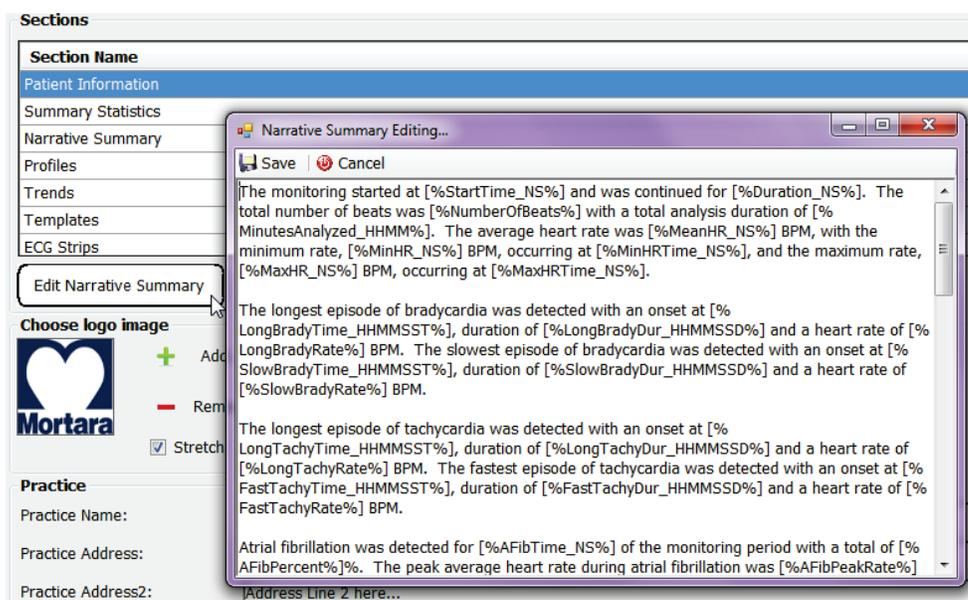 Sections
Section Name
Patient Information
Summary Statistics
Narrative Summary
Profiles
Trends
Templates
ECG Strips
Edit Narrative Summary
Choose logo image
Mortara
Add
Rem
Stretch
Practice
Practice Name:
Practice Address:
Practice Address2:
Address Line 2 here...
Narrative Summary Editing...
Save
Cancel
The monitoring started at [%StartTime_NS%] and was continued for [%Duration_NS%].  The
total number of beats was [%NumberOfBeats%] with a total analysis duration of [%
MinutesAnalyzed_HHMM%].  The average heart rate was [%MeanHR_NS%] BPM, with the
minimum rate, [%MinHR_NS%] BPM, occurring at [%MinHRTime_NS%], and the maximum rate,
[%MaxHR_NS%] BPM, occurring at [%MaxHRTime_NS%].
The longest episode of bradycardia was detected with an onset at [%
LongBradyTime_HHMMSST%], duration of [%LongBradyDur_HHMMSSD%] and a heart rate of [%
LongBradyRate%] BPM.  The slowest episode of bradycardia was detected with an onset at [%
SlowBradyTime_HHMMSST%], duration of [%SlowBradyDur_HHMMSSD%] and a heart rate of
[%SlowBradyRate%] BPM.
The longest episode of tachycardia was detected with an onset at [%
LongTachyTime_HHMMSST%], duration of [%LongTachyDur_HHMMSSD%] and a heart rate of
[%LongTachyRate%] BPM.  The fastest episode of tachycardia was detected with an onset at [%
FastTachyTime_HHMMSST%], duration of [%FastTachyDur_HHMMSSD%] and a heart rate of [%
FastTachyRate%] BPM.
Atrial fibrillation was detected for [%AFibTime_NS%] of the monitoring period with a total of [%
AFibPercent%]%.  The peak average heart rate during atrial fibrillation was [%AFibPeakRate%]